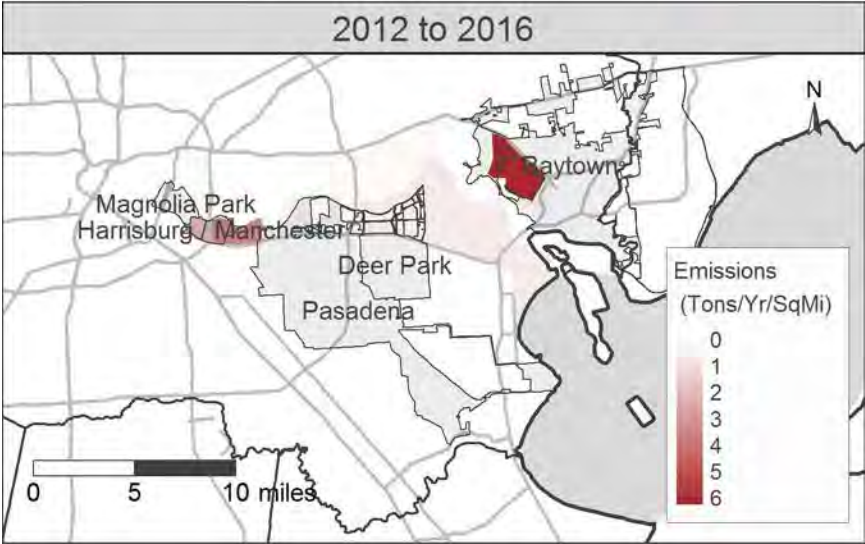 2012 to 2016
N
Baytown
Magnolia Park
Harrisburg / Manchester
Deer Park
Pasadena
Emissions
(Tons/Yr/SqMi)
0
1
2
3
4
5
6
0 5 10 miles